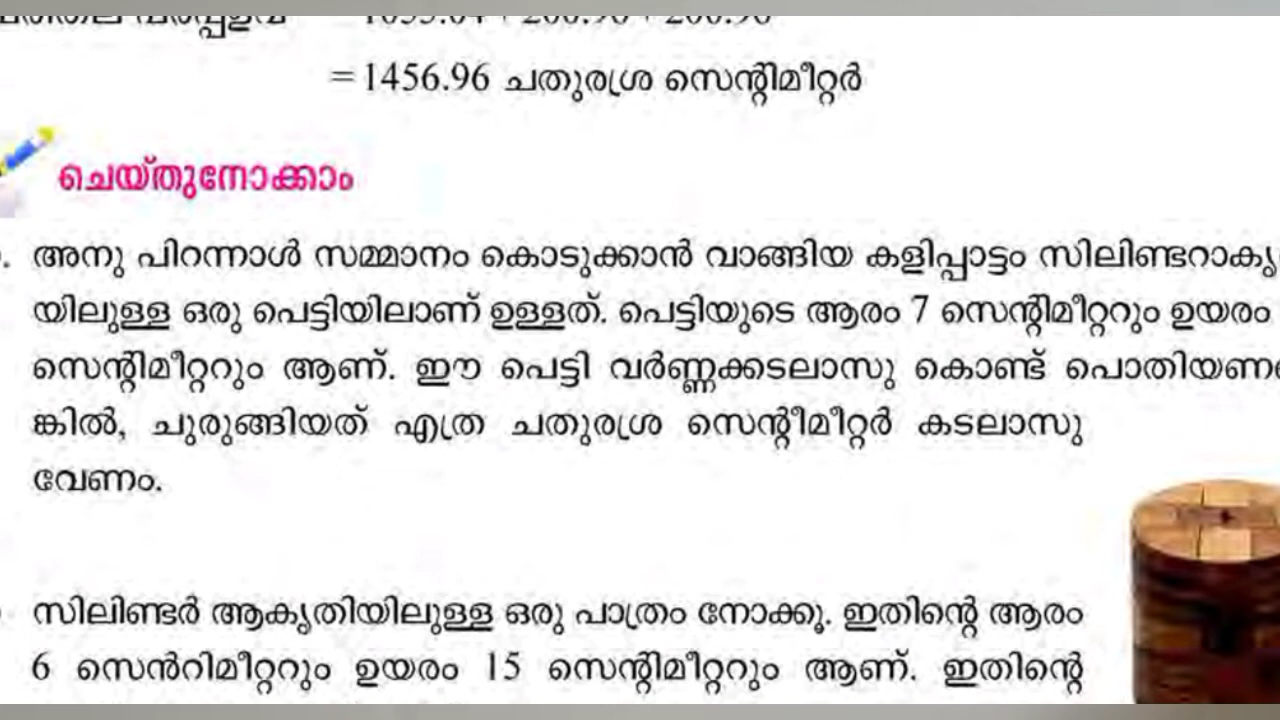 = 1456.96 ചതുരശ്ര സെന്റിമീറ്റർ
ചെയ്തുനോക്കാം
അനു പിറന്നാൾ സമ്മാനം കൊടുക്കാൻ വാങ്ങിയ കളിപ്പാട്ടം
യിലുള്ള ഒരു പെട്ടിയിലാണ് ഉള്ളത്. പെട്ടിയുടെ ആരം 7 സെന്റിമീറ്ററും ഉയരം
സെന്റിമീറ്ററും ആണ്. ഈ പെട്ടി വർണ്ണക്കടലാസു കൊണ്ട്
ങ്കിൽ, ചുരുങ്ങിയത് എത്ര ചതുരശ്ര സെന്റീമീറ്റർ കടലാസു
വേണം.
സിലിണ്ടർ ആകൃതിയിലുള്ള ഒരു പാത്രം നോക്കൂ. ഇതിന്റെ ആരം
6 സെൻറിമീറ്ററും ഉയരം 15 സെന്റിമീറ്ററും ആണ്. ഇതിന്റെ